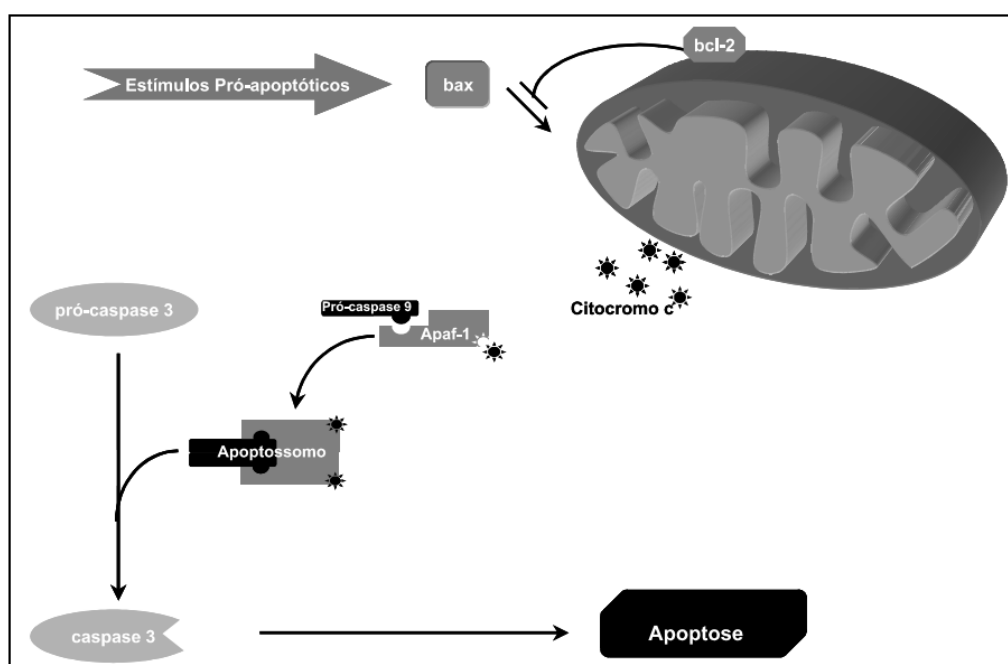 bcl-2
Estímulos Pró-apoptóticos
bax
Citocromo c
pró-caspase 3
Pró-caspase 9
Apaf-1
Apoptossomo
caspase 3
Apoptose